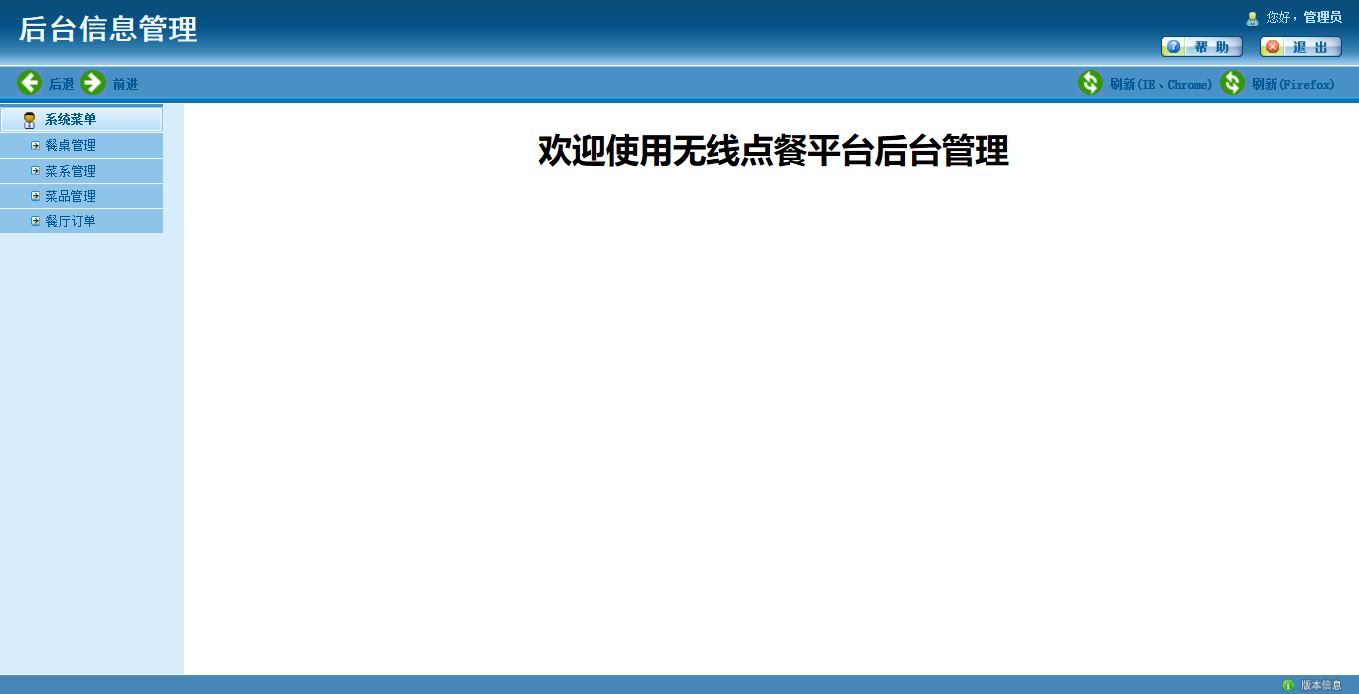 后台信息管理
您好，管理员
帮 助
退 出
后退
前进
刷新(IE、Chrome)
刷新(Firefox)
系统菜单
餐桌管理
菜系管理
菜品管理
餐厅订单
欢迎使用无线点餐平台后台管理
版本信息